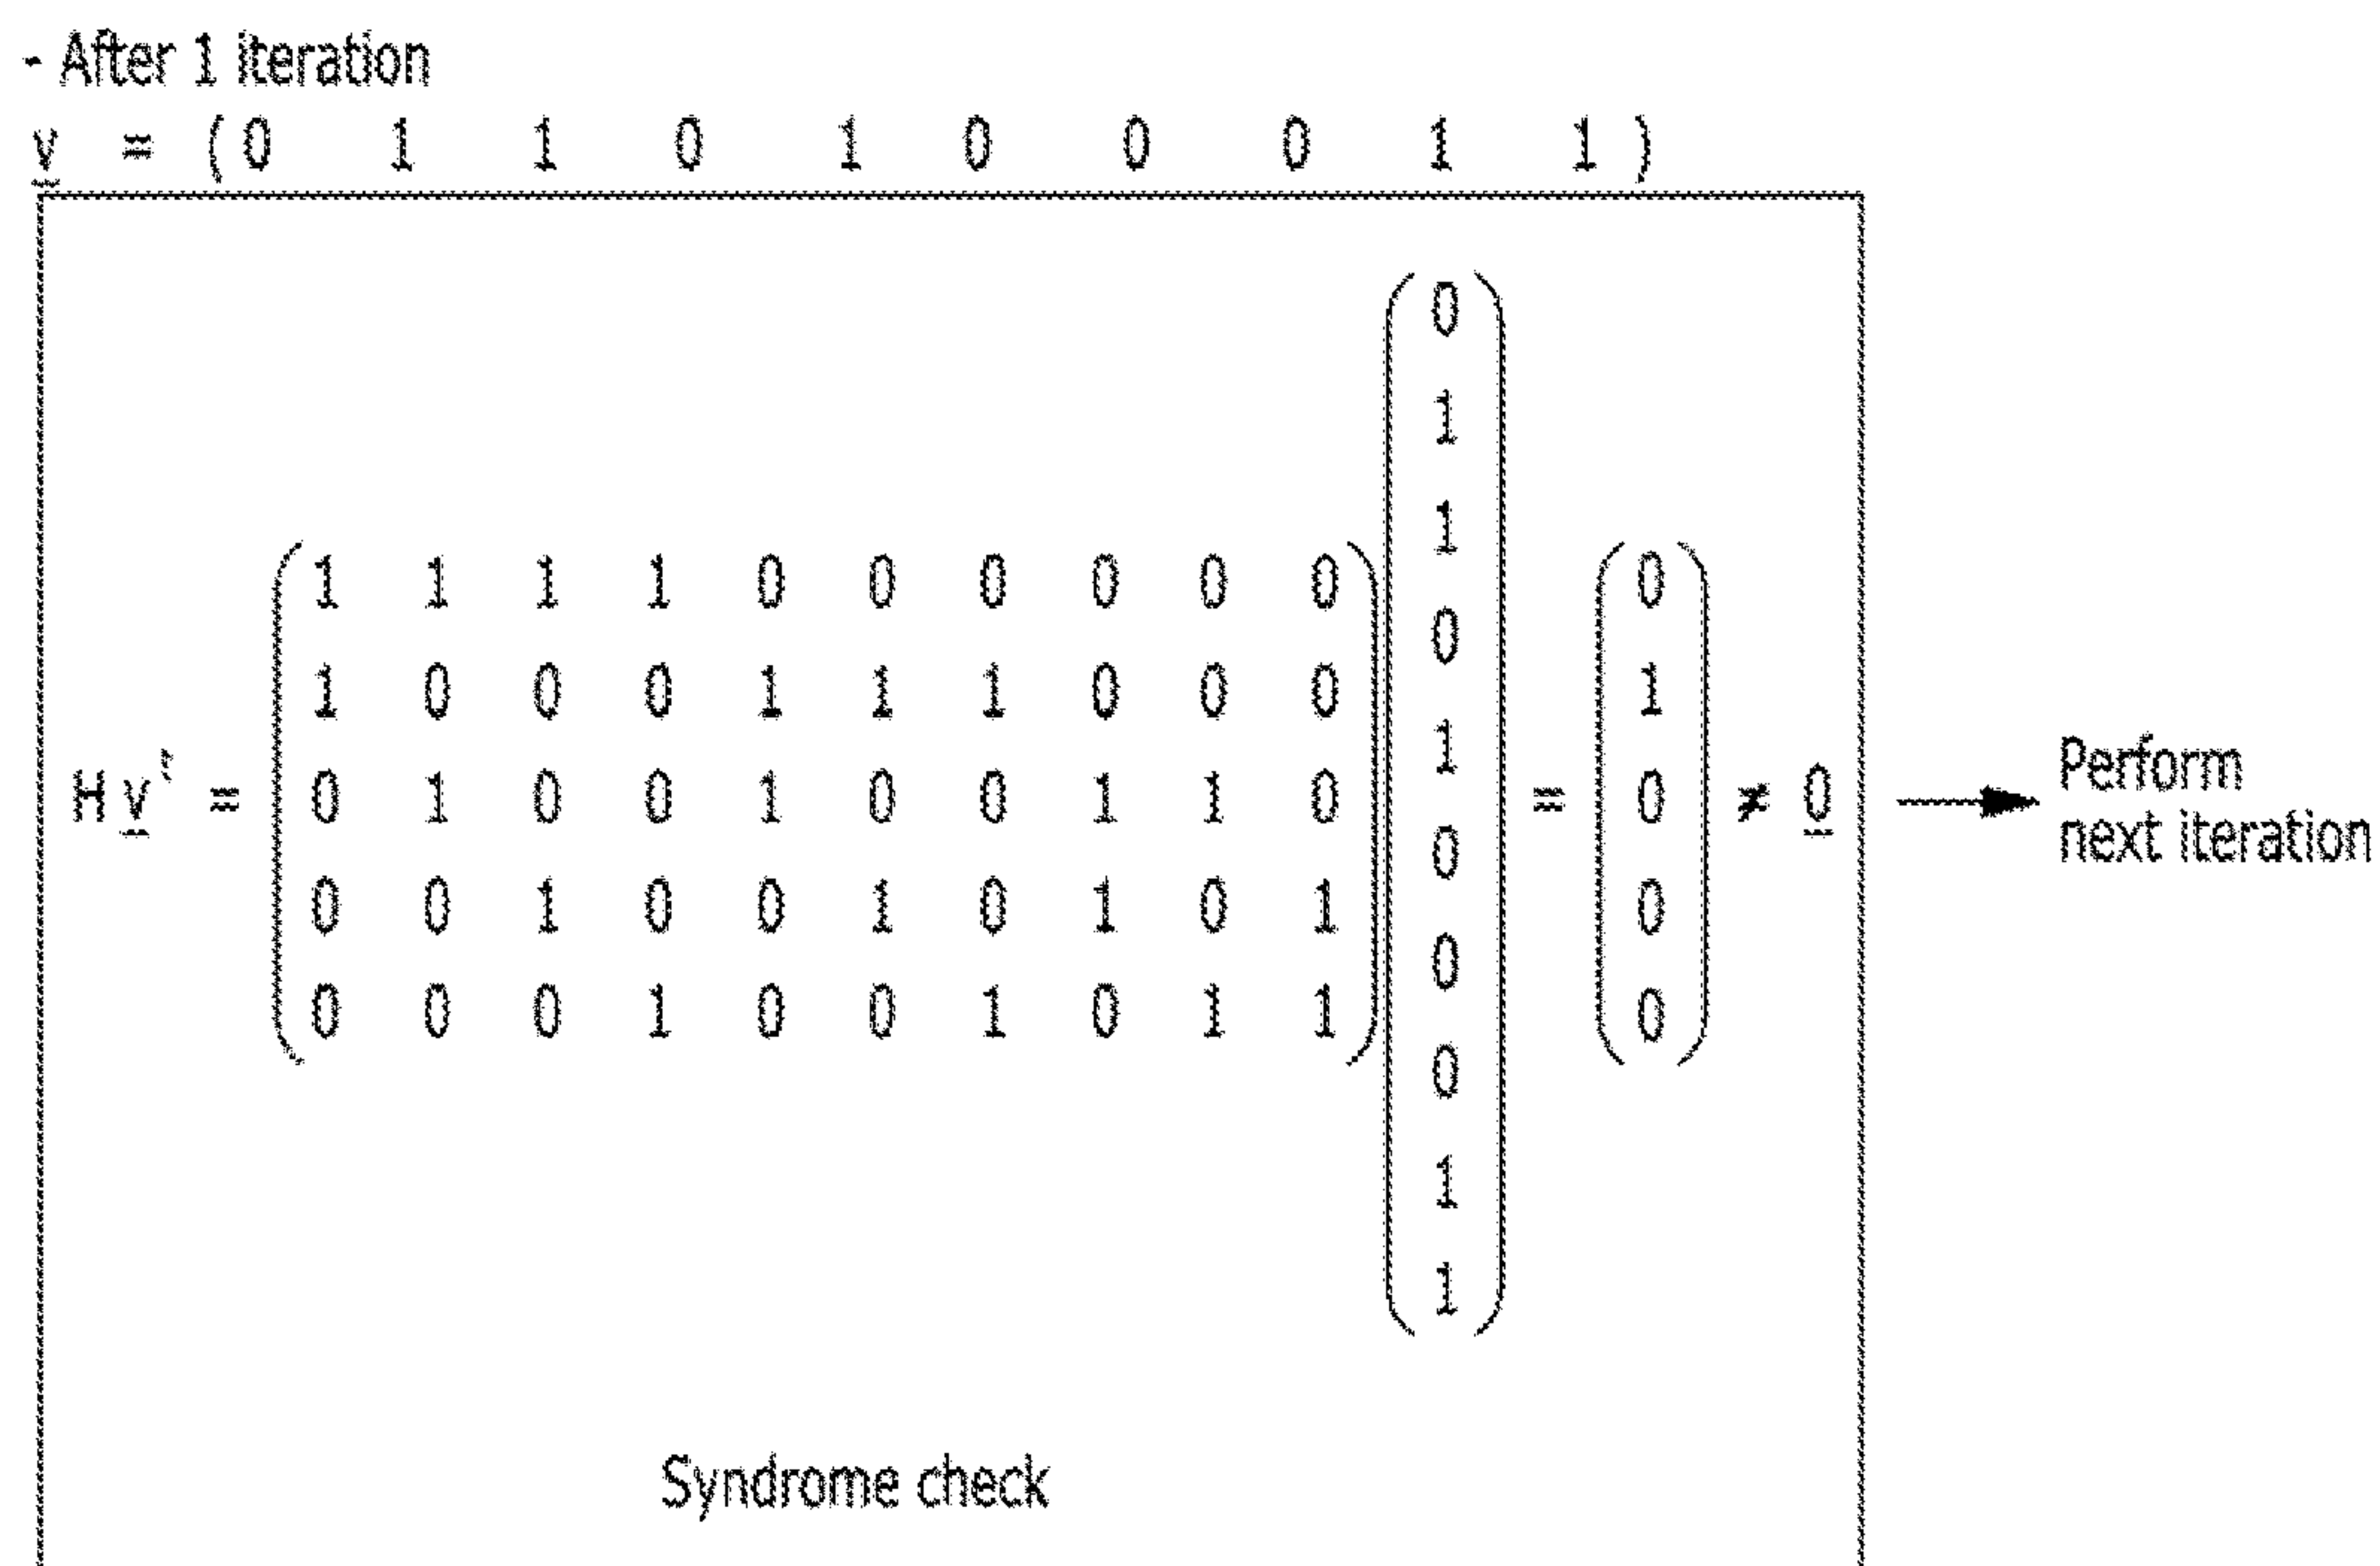 - After 1 iteration
v = ( 0 1 1 0 1 0 0 0 1 1 )
0
1
1
1 1 1 1 0 0 0 0 0 0 0
0
1 0 0 0 1 1 1 0 0 0 1
1
H v^t = 0 1 0 0 1 0 0 1 1 0 = 0 ≠ 0 Perform
next iteration
0
0 0 1 0 0 1 0 1 0 1 0
0
0 0 0 1 0 0 1 0 1 1 0
0
1
1
Syndrome check